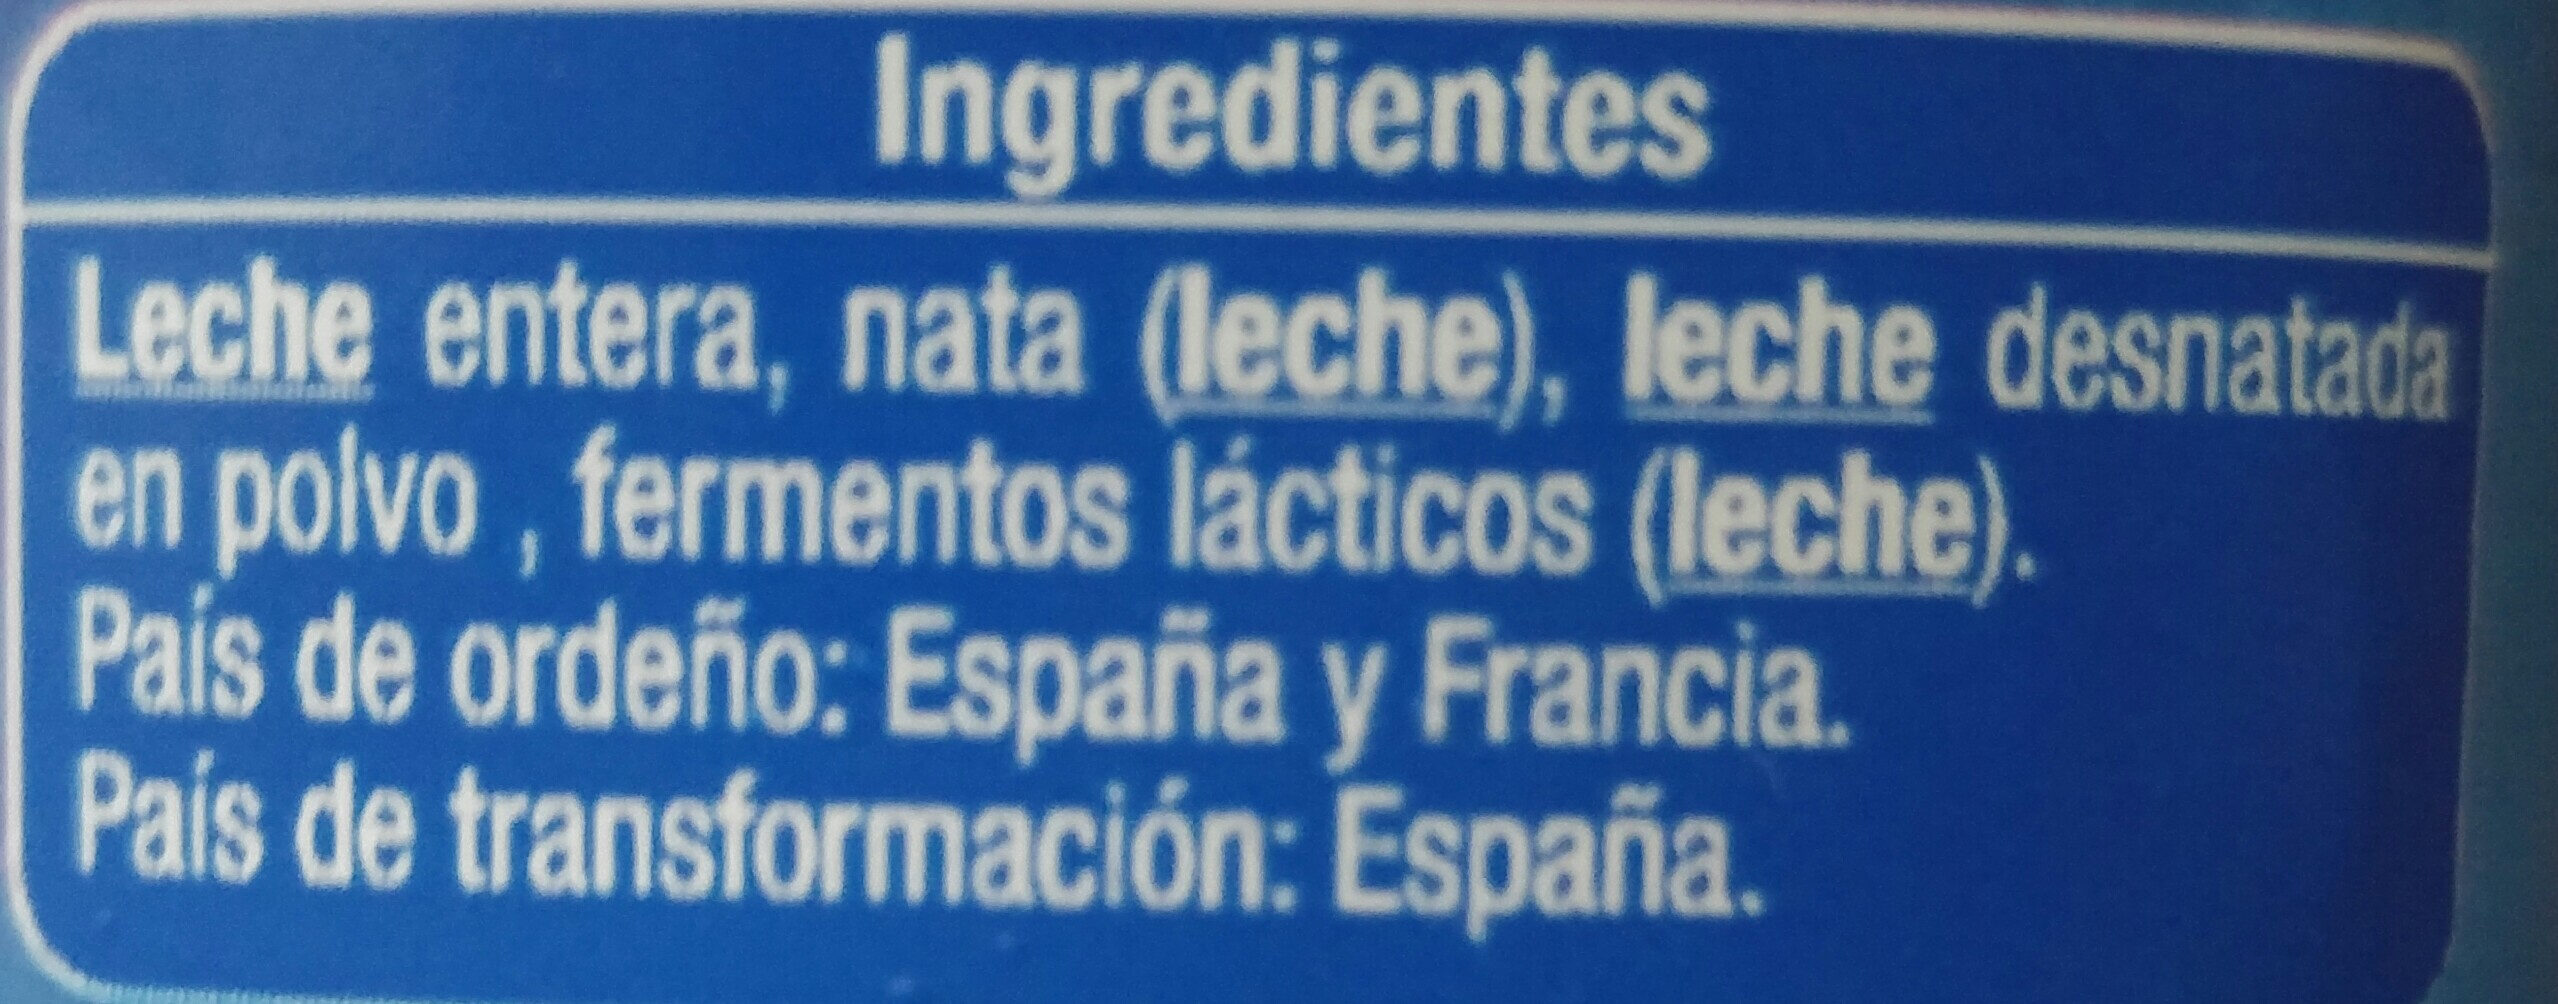 Ingredientes
Leche entera, nata (leche), leche desnatada
en polvo , fermentos lácticos (leche).
País de ordeño: España y Francia.
País de transformación: España.